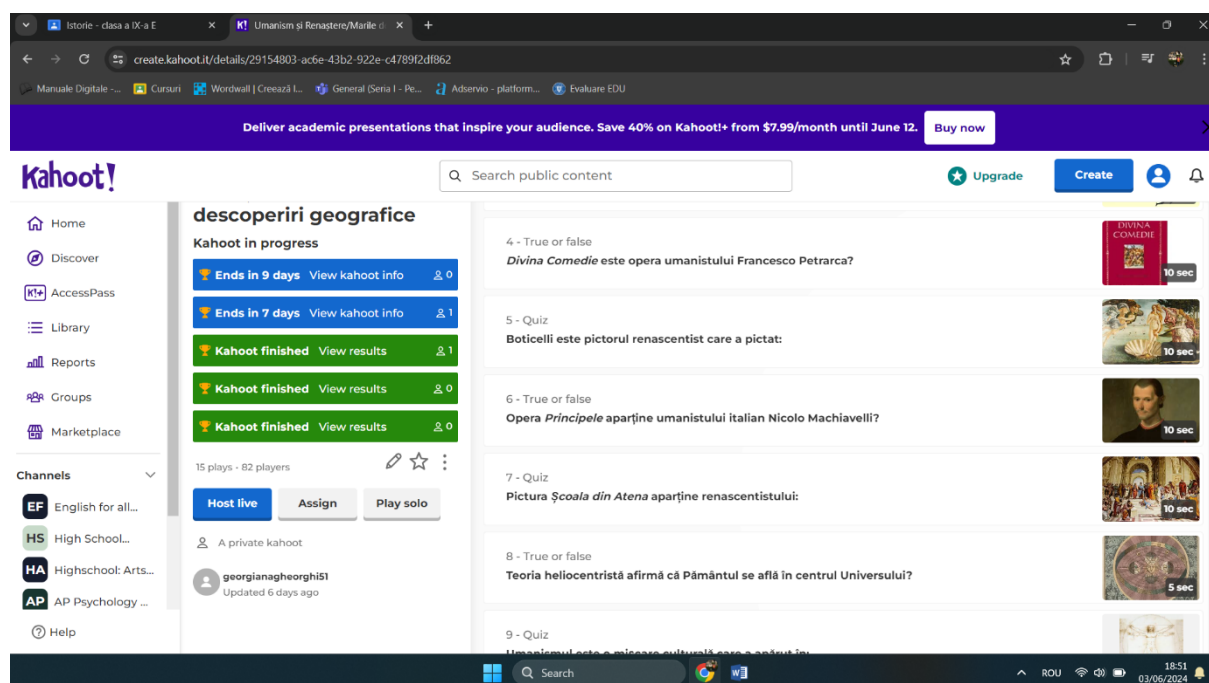 Istorie - clasa a IX-a E
Umanism și Renaștere/Marile d
create.kahoot.it/details/29154803-ac6e-43b2-922e-c4789f2df862
Manuale Digitale -...
Cursuri
Wordwall | Creează l...
General (Seria I - Pe...
Adservio - platform...
Evaluare EDU
Deliver academic presentations that inspire your audience. Save 40% on Kahoot!+ from $7.99/month until June 12.
Buy now
Kahoot!
Search public content
Upgrade
Create
Home
Discover
K!+ AccessPass
Library
Reports
Groups
Marketplace
Channels
EF English for all...
HS High School...
HA Highschool: Arts...
AP AP Psychology ...
Help
descoperiri geografice
Kahoot in progress
Ends in 9 days View kahoot info 0
Ends in 7 days View kahoot info 1
Kahoot finished View results 1
Kahoot finished View results 0
Kahoot finished View results 0
15 plays · 82 players
Host live
Assign
Play solo
A private kahoot
georgianagheorghi51
Updated 6 days ago
4 - True or false
Divina Comedie este opera umanistului Francesco Petrarca?
DIVINA
COMEDIE
10 sec
5 - Quiz
Boticelli este pictorul renascentist care a pictat:
10 sec
6 - True or false
Opera Principele aparține umanistului italian Nicolo Machiavelli?
10 sec
7 - Quiz
Pictura Școala din Atena aparține renascentistului:
10 sec
8 - True or false
Teoria heliocentristă afirmă că Pământul se află în centrul Universului?
5 sec
9 - Quiz
Umanismul este o mișcare culturală care a apărut în:
Search
ROU
18:51
03/06/2024